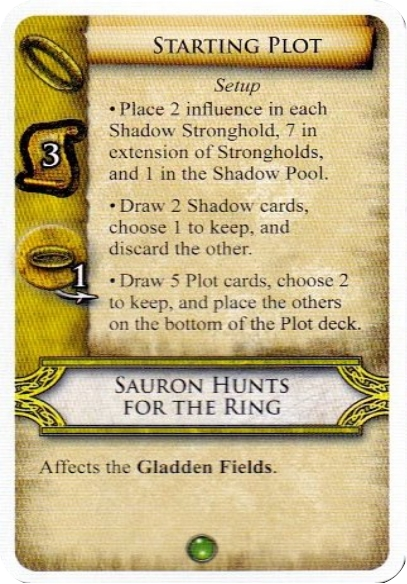 STARTING PLOT
Setup
• Place 2 influence in each
Shadow Stronghold, 7 in
extension of Strongholds,
and 1 in the Shadow Pool.
3
• Draw 2 Shadow cards,
choose 1 to keep, and
discard the other.
1
• Draw 5 Plot cards, choose 2
to keep, and place the others
on the bottom of the Plot deck.
SAURON HUNTS
FOR THE RING
Affects the Gladden Fields.